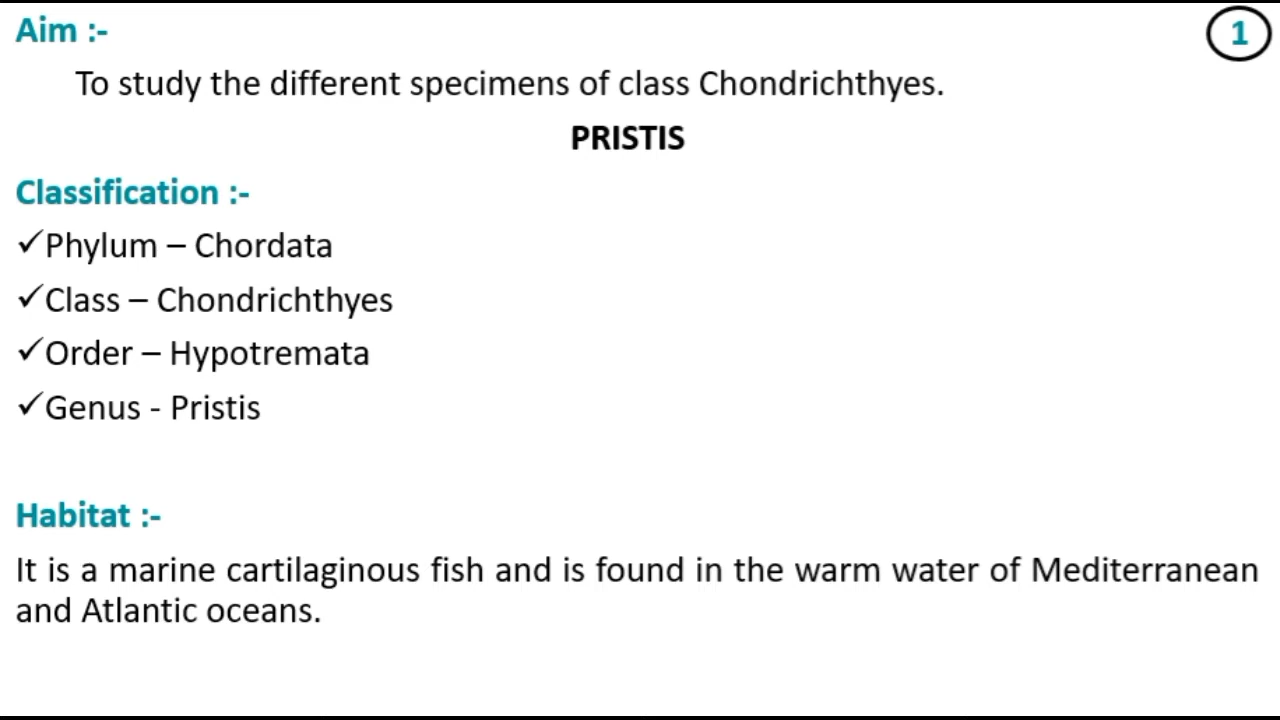 Aim :-
1
To study the different specimens of class Chondrichthyes.
PRISTIS
Classification :-
✓Phylum – Chordata
✓Class – Chondrichthyes
✓Order – Hypotremata
✓Genus - Pristis
Habitat :-
It is a marine cartilaginous fish and is found in the warm water of Mediterranean
and Atlantic oceans.